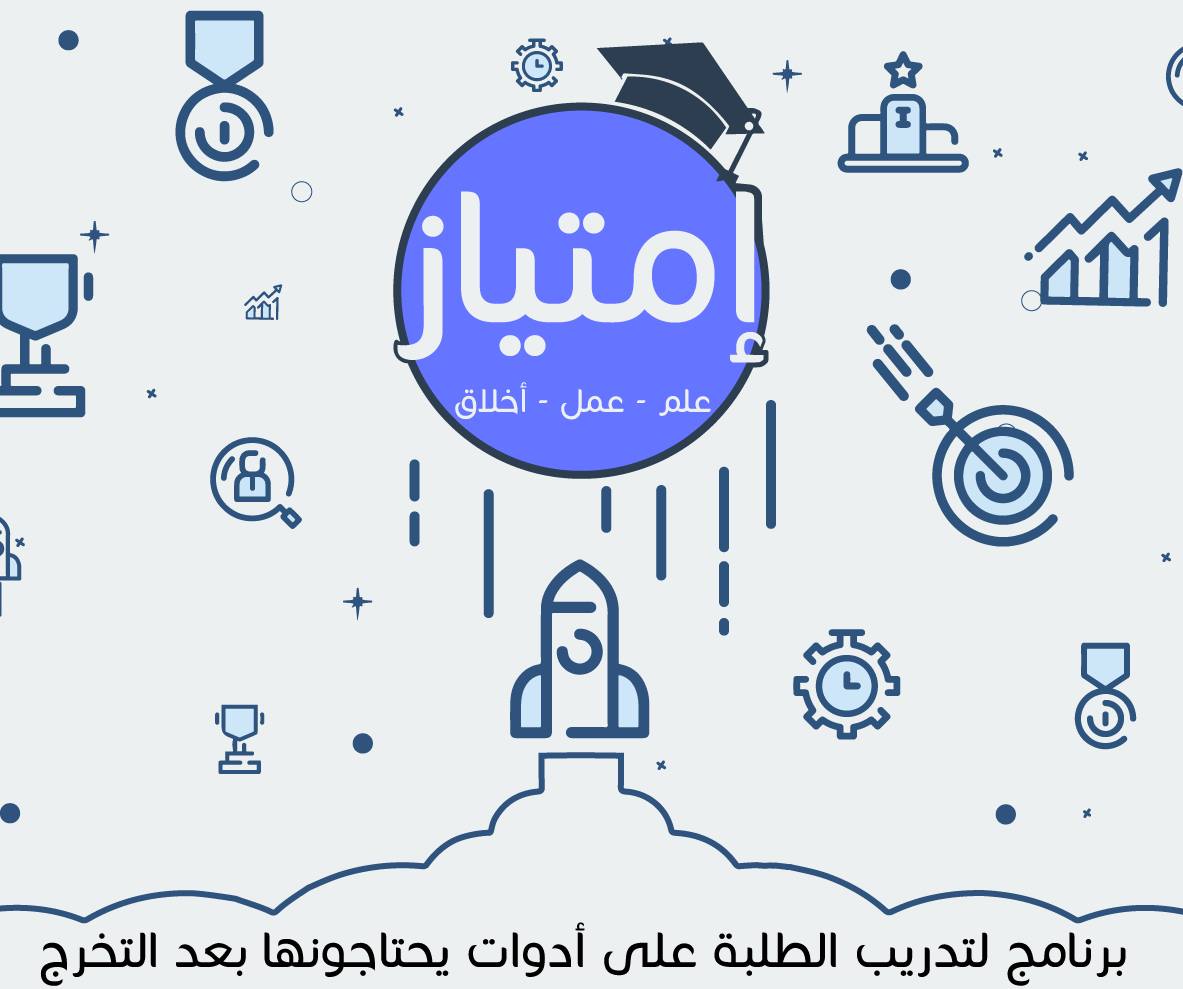 إمتياز
علم - عمل - أخلاق
برنامج لتدريب الطلبة على أدوات يحتاجونها بعد التخرج